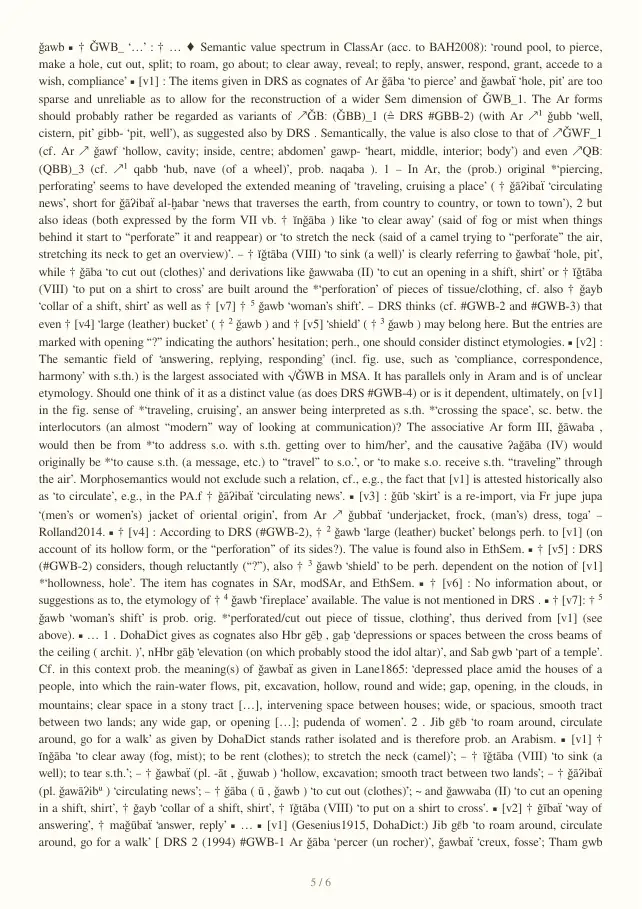 ǧawb ▪ † ǦWB_ ‘…’ : † … ♦ Semantic value spectrum in ClassAr (acc. to BAH2008): ‘round pool, to pierce,
make a hole, cut out, split; to roam, go about; to clear away, reveal; to reply, answer, respond, grant, accede to a
wish, compliance’ ▪ [v1] : The items given in DRS as cognates of Ar ǧāba ‘to pierce’ and ǧawbaẗ ‘hole, pit’ are too
sparse and unreliable as to allow for the reconstruction of a wider Sem dimension of ǦWB_1. The Ar forms
should probably rather be regarded as variants of ↗ǦB: (ǦBB)_1 (≙ DRS #GBB-2) (with Ar ↗¹ ǧubb ‘well,
cistern, pit’ gibb- ‘pit, well’), as suggested also by DRS . Semantically, the value is also close to that of ↗ǦWF_1
(cf. Ar ↗ ǧawf ‘hollow, cavity; inside, centre; abdomen’ gawp- ‘heart, middle, interior; body’) and even ↗QB:
(QBB)_3 (cf. ↗¹ qabb ‘hub, nave (of a wheel)’, prob. naqaba ). 1 – In Ar, the (prob.) original *‘piercing,
perforating’ seems to have developed the extended meaning of ‘traveling, cruising a place’ ( † ǧāʔibaẗ ‘circulating
news’, short for ǧāʔibaẗ al-ḫabar ‘news that traverses the earth, from country to country, or town to town’), 2 but
also ideas (both expressed by the form VII vb. † ĭnǧāba ) like ‘to clear away’ (said of fog or mist when things
behind it start to “perforate” it and reappear) or ‘to stretch the neck (said of a camel trying to “perforate” the air,
stretching its neck to get an overview)’. – † ĭǧtāba (VIII) ‘to sink (a well) is clearly referring to ǧawbaẗ ‘hole, pit’,
while † ǧāba ‘to cut out (clothes)’ and derivations like ǧawwaba (II) ‘to cut an opening in a shift, shirt’ or † ĭǧtāba
(VIII) ‘to put on a shirt to cross’ are built around the *‘perforation’ of pieces of tissue/clothing, cf. also † ǧayb
‘collar of a shift, shirt’ as well as † [v7] † ⁵ ǧawb ‘woman’s shift’. – DRS thinks (cf. #GWB-2 and #GWB-3) that
even † [v4] ‘large (leather) bucket’ ( † ² ǧawb ) and † [v5] ‘shield’ ( † ³ ǧawb ) may belong here. But the entries are
marked with opening “?” indicating the authors’ hesitation; perh., one should consider distinct etymologies. ▪ [v2] :
The semantic field of ‘answering, replying, responding’ (incl. fig. use, such as ‘compliance, correspondence,
harmony’ with s.th.) is the largest associated with √ǦWB in MSA. It has parallels only in Aram and is of unclear
etymology. Should one think of it as a distinct value (as does DRS #GWB-4) or is it dependent, ultimately, on [v1]
in the fig. sense of *‘traveling, cruising’, an answer being interpreted as s.th. *‘crossing the space’, sc. betw. the
interlocutors (an almost “modern” way of looking at communication)? The associative Ar form III, ǧāwaba ,
would then be from *‘to address s.o. with s.th. getting over to him/her’, and the causative ʔaǧāba (IV) would
originally be *‘to cause s.th. (a message, etc.) to “travel” to s.o.’, or ‘to make s.o. receive s.th. “traveling” through
the air’. Morphosemantics would not exclude such a relation, cf., e.g., the fact that [v1] is attested historically also
as ‘to circulate’, e.g., in the PA.f † ǧāʔibaẗ ‘circulating news’. ▪ [v3] : ǧūb ‘skirt’ is a re-import, via Fr jupe jupa
‘(men’s or women’s) jacket of oriental origin’, from Ar ↗ ǧubbaẗ ‘underjacket, frock, (man’s) dress, toga’ –
Rolland2014. ▪ † [v4] : According to DRS (#GWB-2), † ² ǧawb ‘large (leather) bucket’ belongs perh. to [v1] (on
account of its hollow form, or the “perforation” of its sides?). The value is found also in EthSem. ▪ † [v5] : DRS
(#GWB-2) considers, though reluctantly (“?”), also † ³ ǧawb ‘shield’ to be perh. dependent on the notion of [v1]
*‘hollowness, hole’. The item has cognates in SAr, modSAr, and EthSem. ▪ † [v6] : No information about, or
suggestions as to, the etymology of † ⁴ ǧawb ‘fireplace’ available. The value is not mentioned in DRS . ▪ † [v7]: † ⁵
ǧawb ‘woman’s shift’ is prob. orig. *‘perforated/cut out piece of tissue, clothing’, thus derived from [v1] (see
above). ▪ … 1 . DohaDict gives as cognates also Hbr gēḇ , gaḇ ‘depressions or spaces between the cross beams of
the ceiling ( archit. )’, nHbr gāḇ ‘elevation (on which probably stood the idol altar)’, and Sab gwb ‘part of a temple’.
Cf. in this context prob. the meaning(s) of ǧawbaẗ as given in Lane1865: ‘depressed place amid the houses of a
people, into which the rain-water flows, pit, excavation, hollow, round and wide; gap, opening, in the clouds, in
mountains; clear space in a stony tract […], intervening space between houses; wide, or spacious, smooth tract
between two lands; any wide gap, or opening […]; pudenda of women’. 2 . Jib gɛ̄b ‘to roam around, circulate
around, go for a walk’ as given by DohaDict stands rather isolated and is therefore prob. an Arabism. ▪ [v1] †
ĭnǧāba ‘to clear away (fog, mist); to be rent (clothes); to stretch the neck (camel)’; – † ĭǧtāba (VIII) ‘to sink (a
well); to tear s.th.’; – † ǧawbaẗ (pl. -āt , ǧuwab ) ‘hollow, excavation; smooth tract between two lands’; – † ǧāʔibaẗ
(pl. ǧawāʔibᵘ ) ‘circulating news’; – † ǧāba ( ū , ǧawb ) ‘to cut out (clothes)’; ~ and ǧawwaba (II) ‘to cut an opening
in a shift, shirt’, † ǧayb ‘collar of a shift, shirt’, † ĭǧtāba (VIII) ‘to put on a shirt to cross’. ▪ [v2] † ǧībaẗ ‘way of
answering’, † maǧūbaẗ ‘answer, reply’ ▪ … ▪ [v1] (Gesenius1915, DohaDict:) Jib gɛ̄b ‘to roam around, circulate
around, go for a walk’ [ DRS 2 (1994) #GWB-1 Ar ǧāba ‘percer (un rocher)’, ǧawbaẗ ‘creux, fosse’; Tham gwb
5 / 6